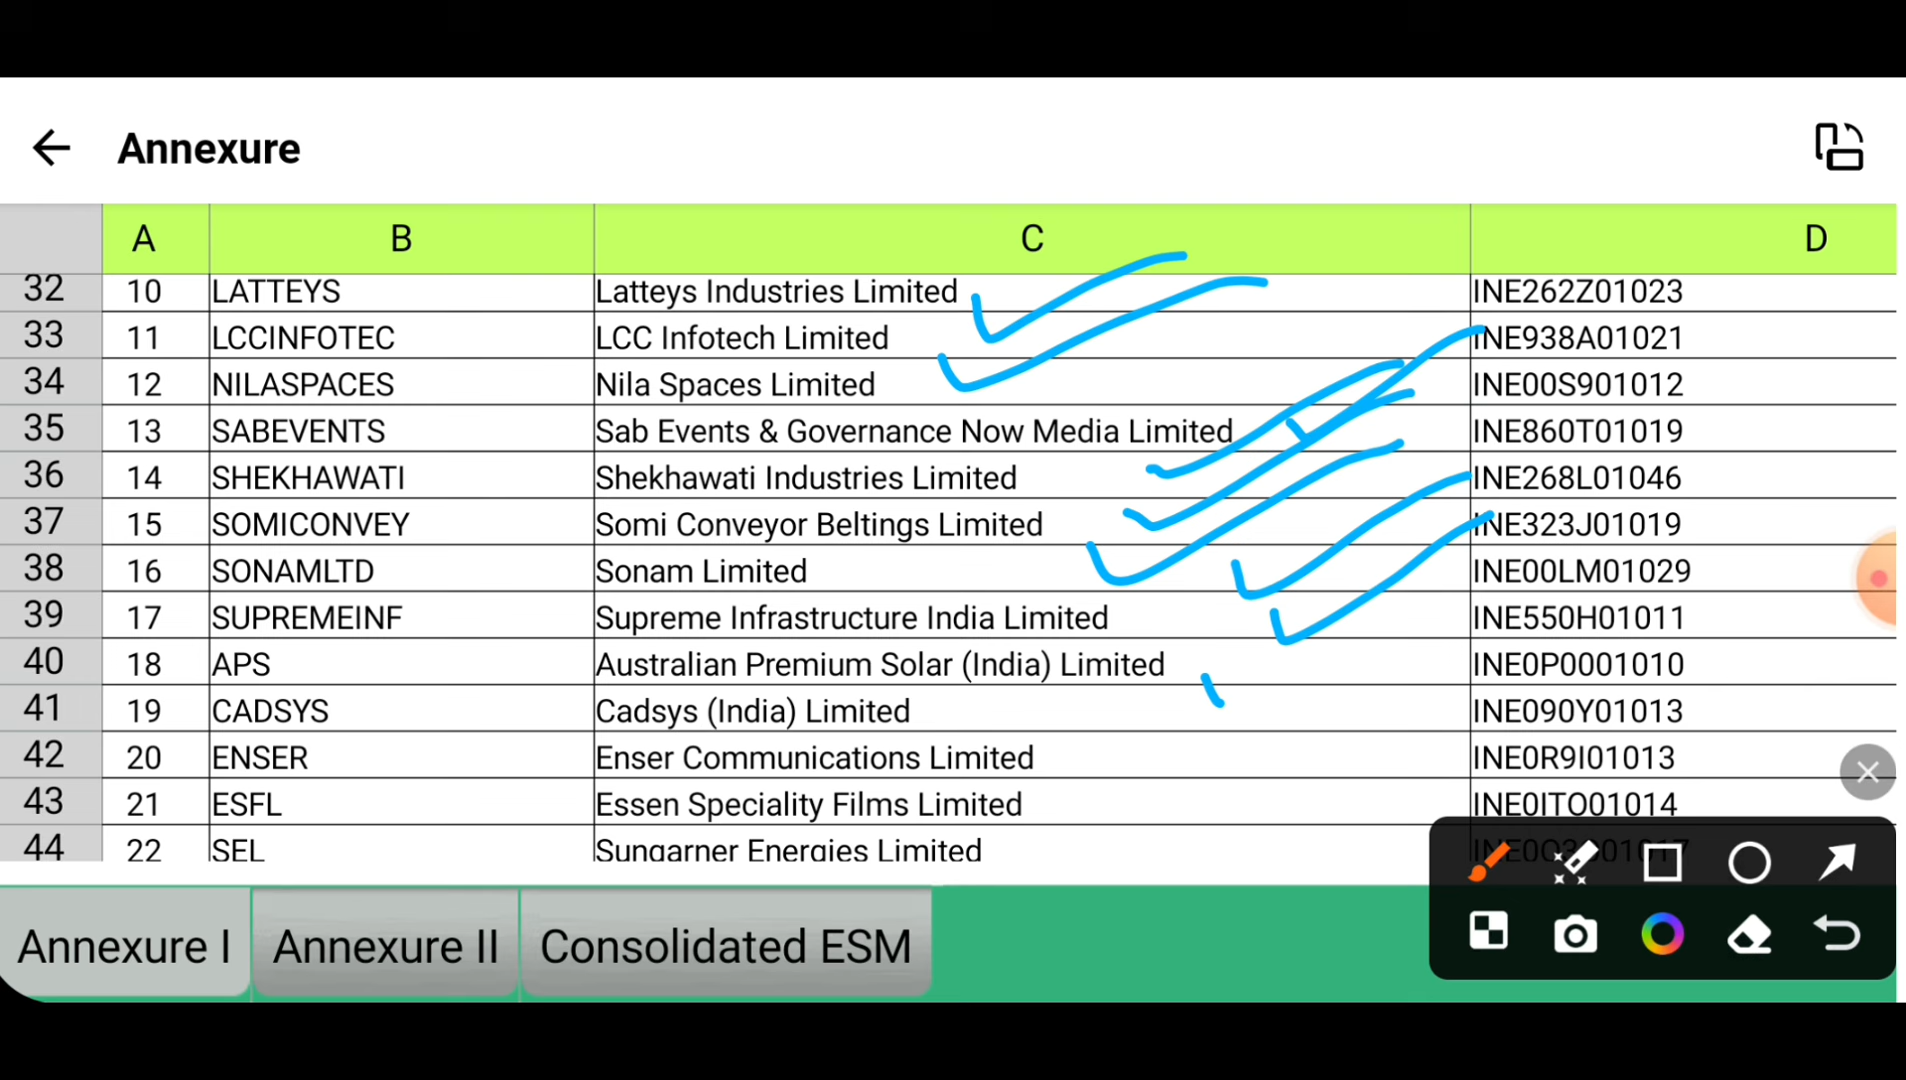 Annexure
A B C D
32 10 LATTEYS Latteys Industries Limited INE262Z01023
33 11 LCCINFOTEC LCC Infotech Limited INE938A01021
34 12 NILASPACES Nila Spaces Limited INE00S901012
35 13 SABEVENTS Sab Events & Governance Now Media Limited INE860T01019
36 14 SHEKHAWATI Shekhawati Industries Limited INE268L01046
37 15 SOMICONVEY Somi Conveyor Beltings Limited INE323J01019
38 16 SONAMLTD Sonam Limited INE00LM01029
39 17 SUPREMEINF Supreme Infrastructure India Limited INE550H01011
40 18 APS Australian Premium Solar (India) Limited INE0P0001010
41 19 CADSYS Cadsys (India) Limited INE090Y01013
42 20 ENSER Enser Communications Limited INE0R9I01013
43 21 ESFL Essen Speciality Films Limited INE0ITO01014
44 22 SEL Sungarner Energies Limited
Annexure I Annexure II Consolidated ESM